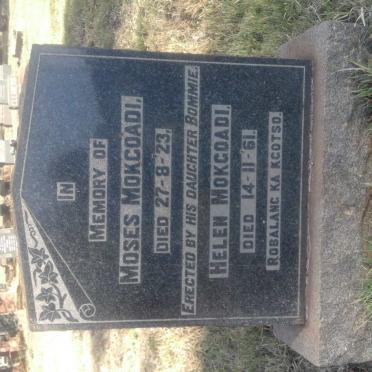 IN
MEMORY OF
MOSES MOKGOADI,
DIED 27-8-23.
ERECTED BY HIS DAUGHTER BOMMIE.
HELEN MOKGOADI,
DIED 14-11-61.
ROBALANG KA KGOTSO.